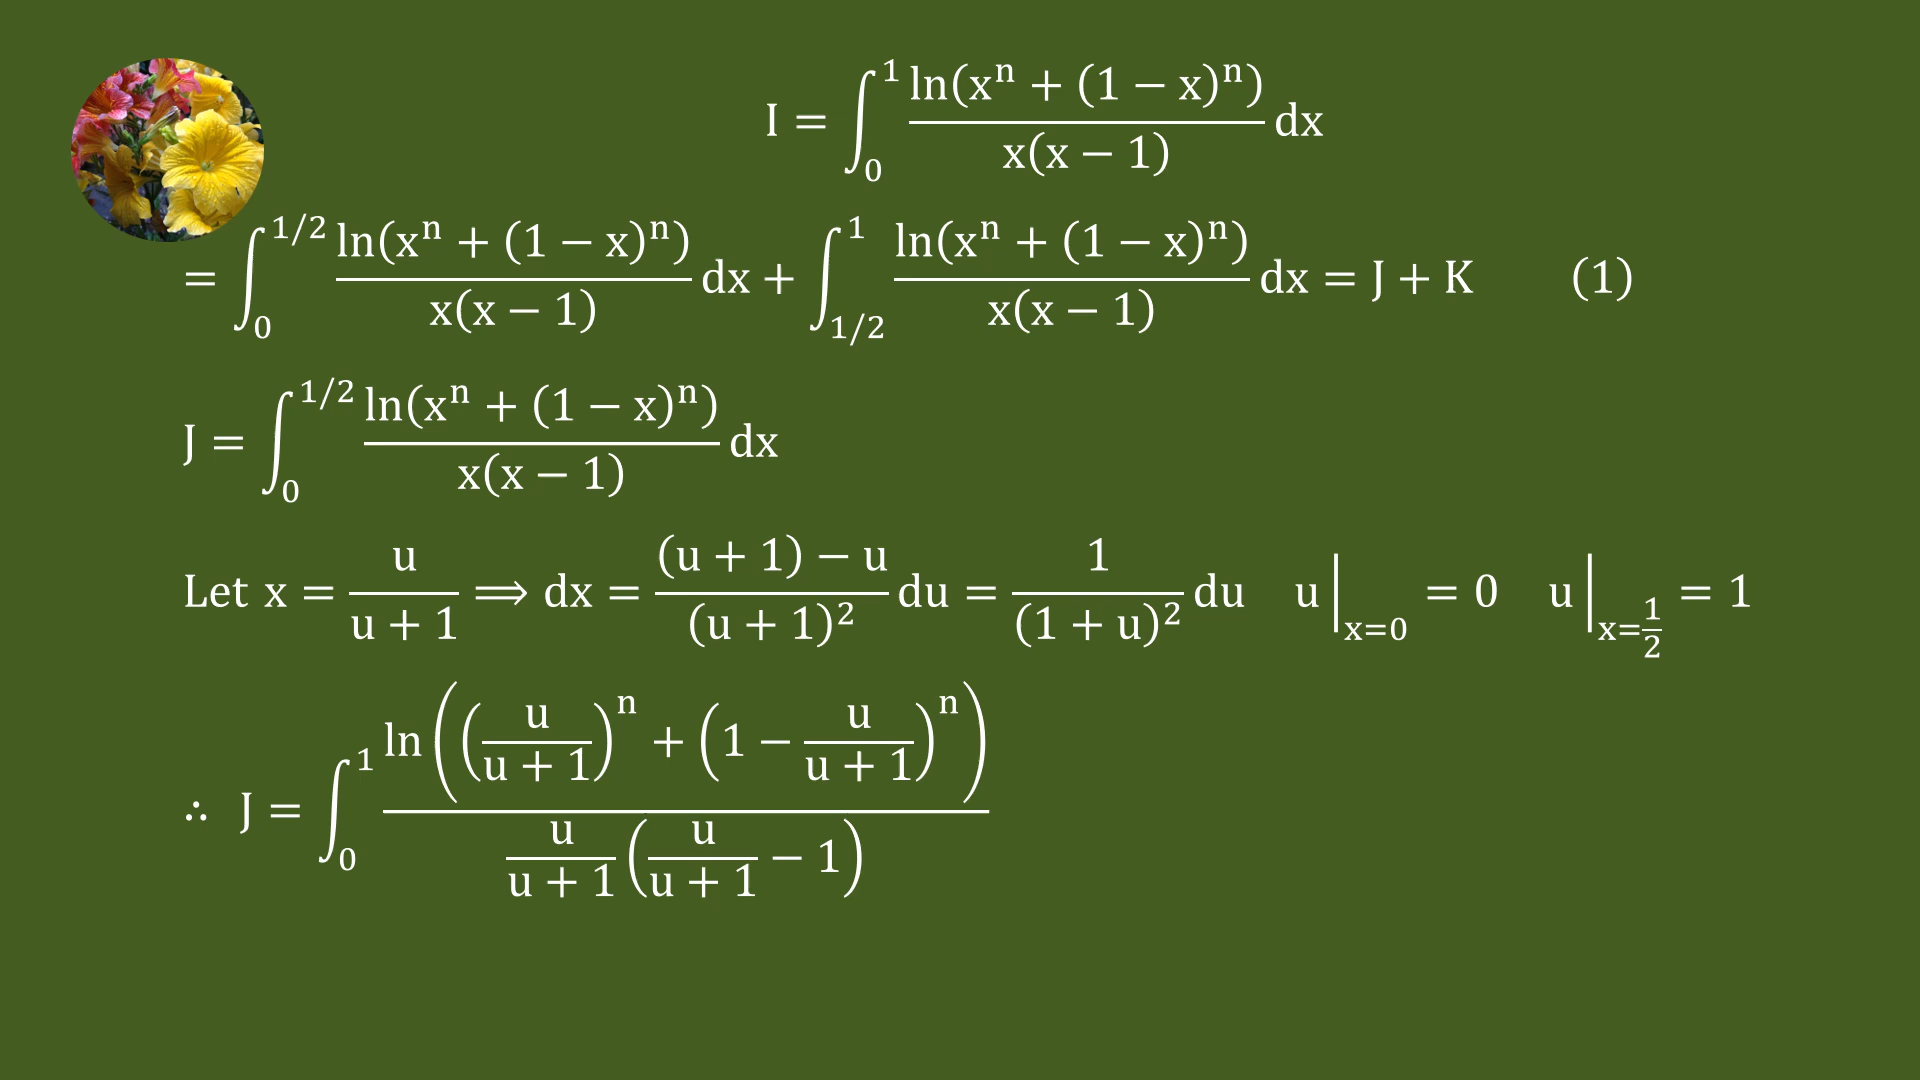 I = ∫₀¹ ln(xⁿ + (1 − x)ⁿ) / x(x − 1) dx
= ∫₀^1/2 ln(xⁿ + (1 − x)ⁿ) / x(x − 1) dx + ∫_1/2^1 ln(xⁿ + (1 − x)ⁿ) / x(x − 1) dx = J + K (1)
J = ∫₀^1/2 ln(xⁿ + (1 − x)ⁿ) / x(x − 1) dx
Let x = u / u + 1 ⟹ dx = (u + 1) − u / (u + 1)² du = 1 / (1 + u)² du u |ₓ₌₀ = 0 u |ₓ₌½ = 1
∴ J = ∫₀¹ ln((u / u + 1)ⁿ + (1 − u / u + 1)ⁿ) / u / u + 1 (u / u + 1 − 1)